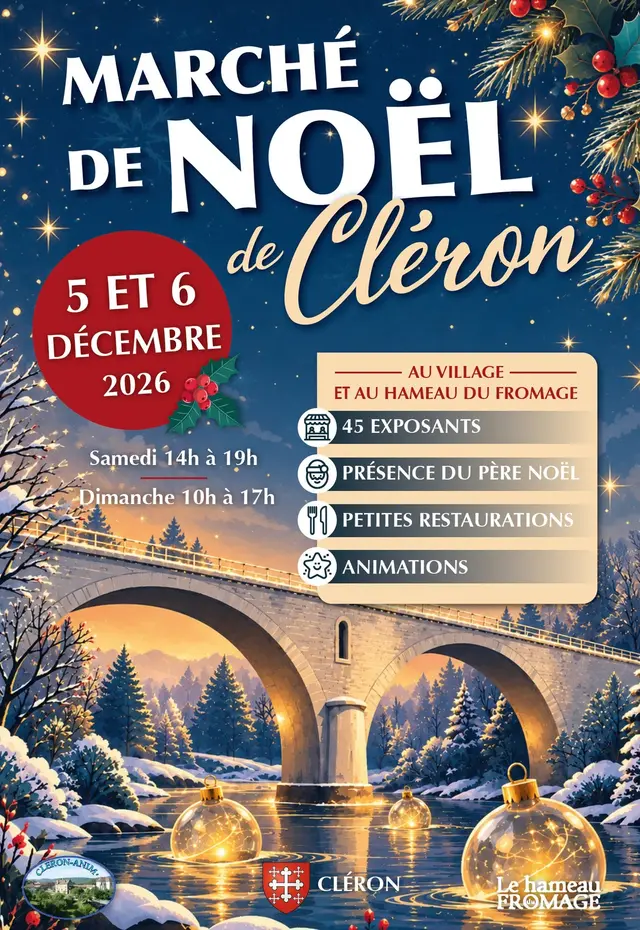 MARCHÉ
DE NOËL
de Cléron
5 ET 6
DÉCEMBRE
2026
Samedi 14h à 19h
Dimanche 10h à 17h
AU VILLAGE
ET AU HAMEAU DU FROMAGE
45 EXPOSANTS
PRÉSENCE DU PÈRE NOËL
PETITES RESTAURATIONS
ANIMATIONS
CLERON-ANIM'
CLÉRON
Le hameau
FROMAGE